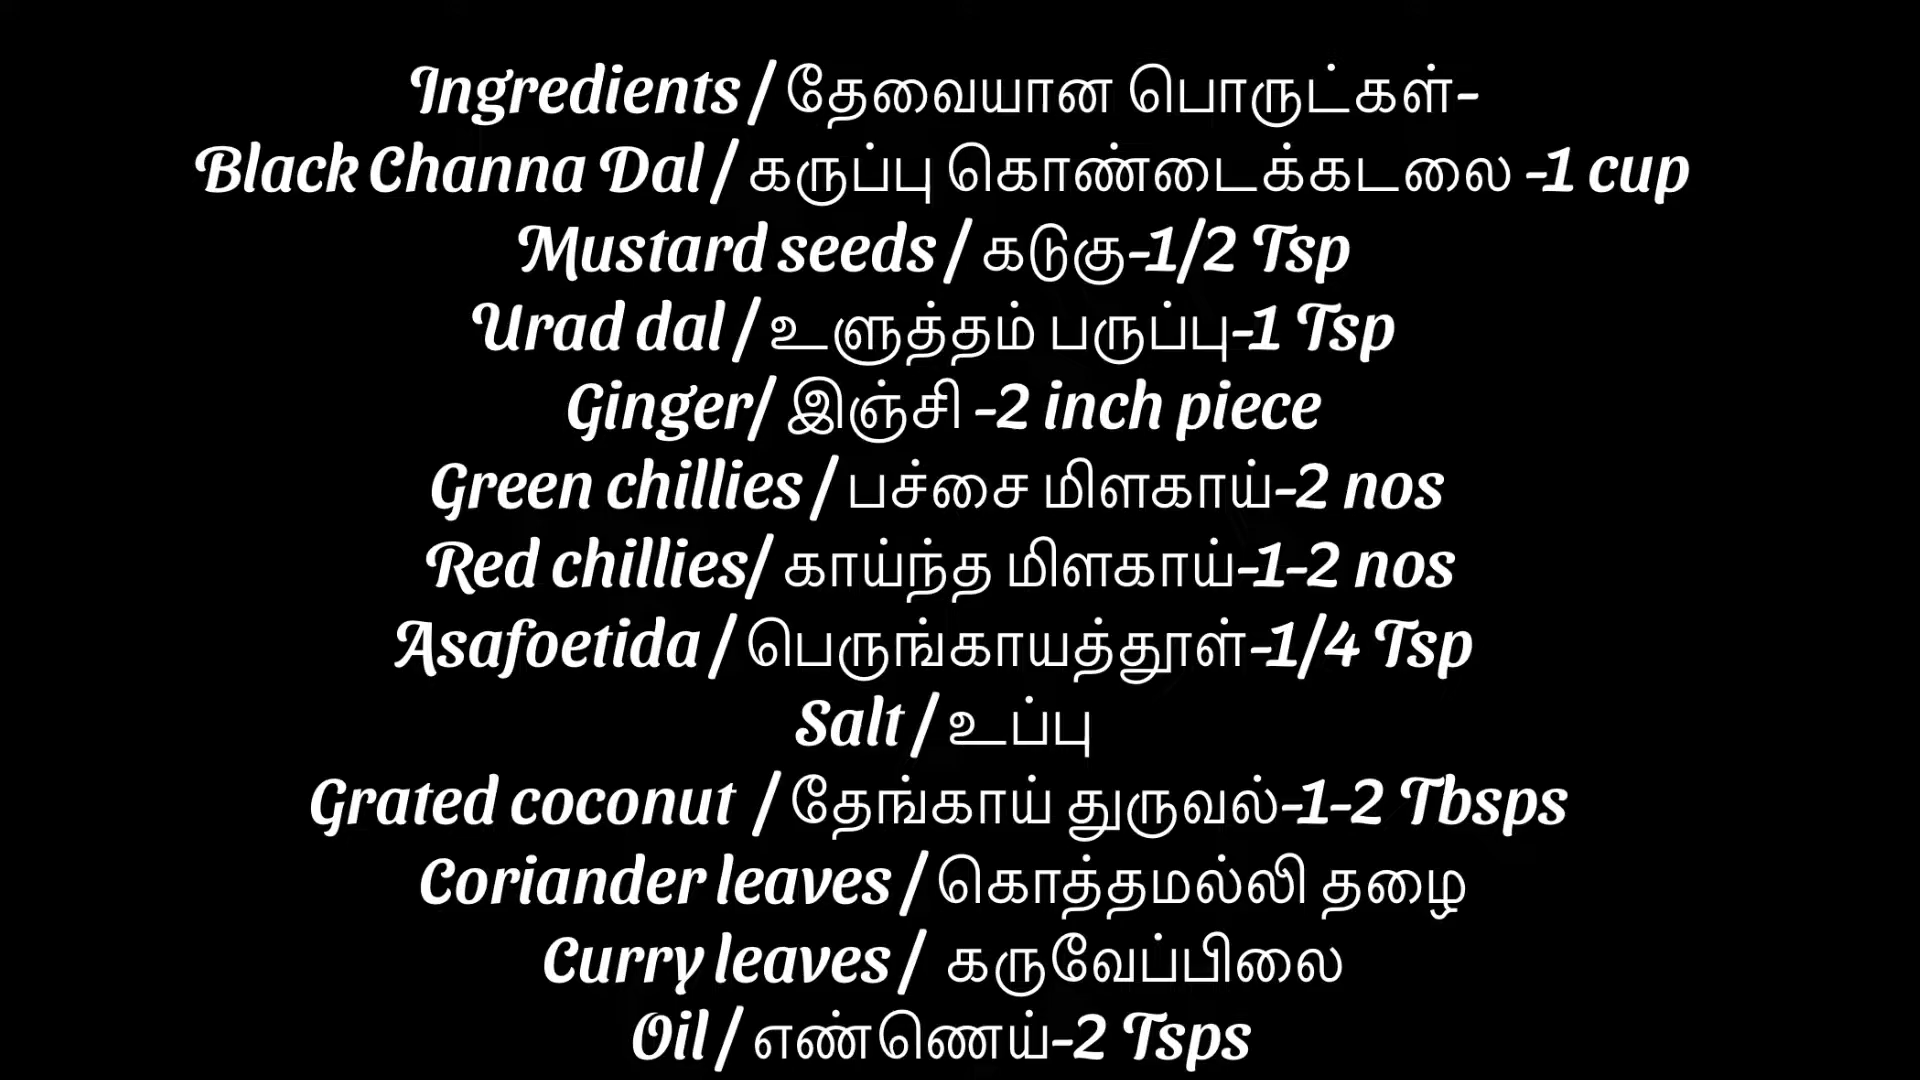 Ingredients / தேவையான பொருட்கள்-
Black Channa Dal / கருப்பு கொண்டைக்கடலை -1 cup
Mustard seeds / கடுகு-1/2 Tsp
Urad dal / உளுத்தம் பருப்பு-1 Tsp
Ginger/ இஞ்சி -2 inch piece
Green chillies / பச்சை மிளகாய்-2 nos
Red chillies/ காய்ந்த மிளகாய்-1-2 nos
Asafoetida / பெருங்காயத்தூள்-1/4 Tsp
Salt / உப்பு
Grated coconut / தேங்காய் துருவல்-1-2 Tbsps
Coriander leaves / கொத்தமல்லி தழை
Curry leaves / கருவேப்பிலை
Oil / எண்ணெய்-2 Tsps